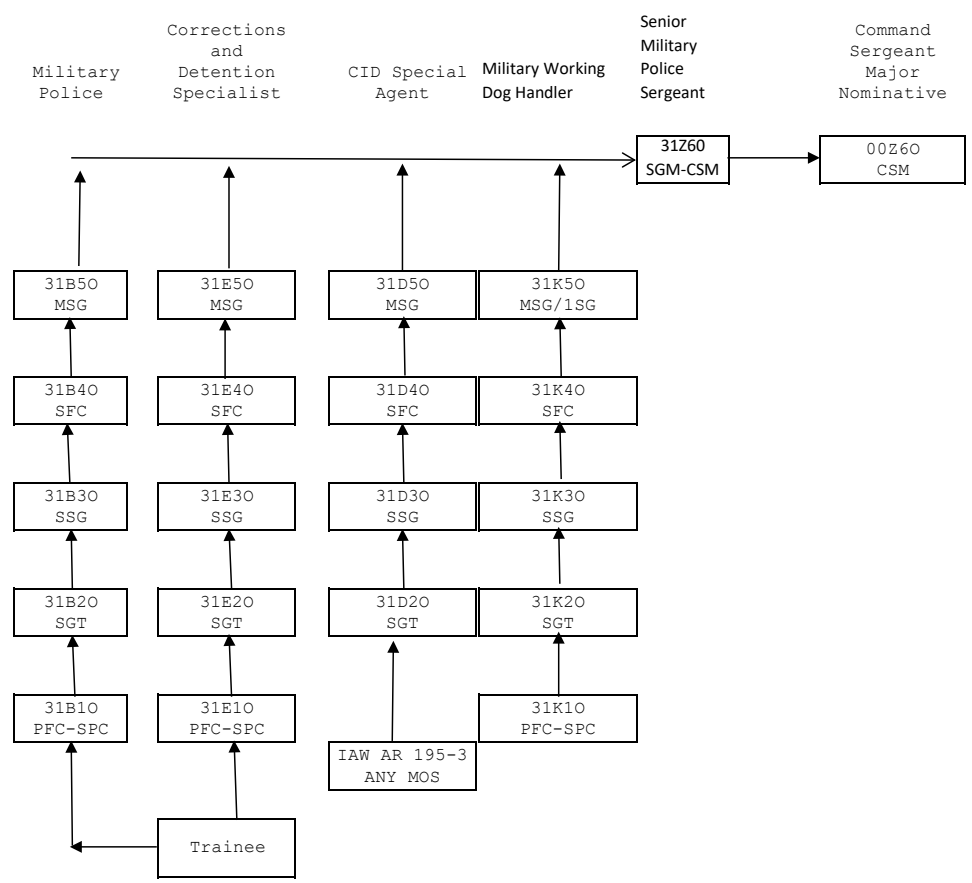 Military
Police
Corrections
and
Detention
Specialist
CID Special
Agent
Military Working
Dog Handler
Senior
Military
Police
Sergeant
Command
Sergeant
Major
Nominative
31Z60
SGM-CSM
00Z6O
CSM
31B5O
MSG
31E5O
MSG
31D5O
MSG
31K5O
MSG/1SG
31B4O
SFC
31E4O
SFC
31D4O
SFC
31K4O
SFC
31B3O
SSG
31E3O
SSG
31D3O
SSG
31K3O
SSG
31B2O
SGT
31E2O
SGT
31D2O
SGT
31K2O
SGT
31B1O
PFC-SPC
31E1O
PFC-SPC
31K1O
PFC-SPC
IAW AR 195-3
ANY MOS
Trainee